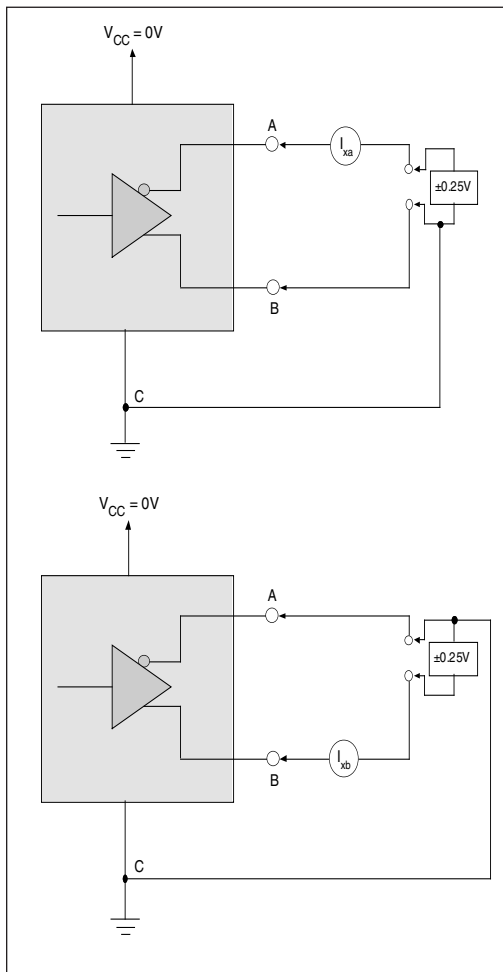 V_CC = 0V
A
I_xa
±0.25V
B
C
V_CC = 0V
A
±0.25V
I_xb
B
C